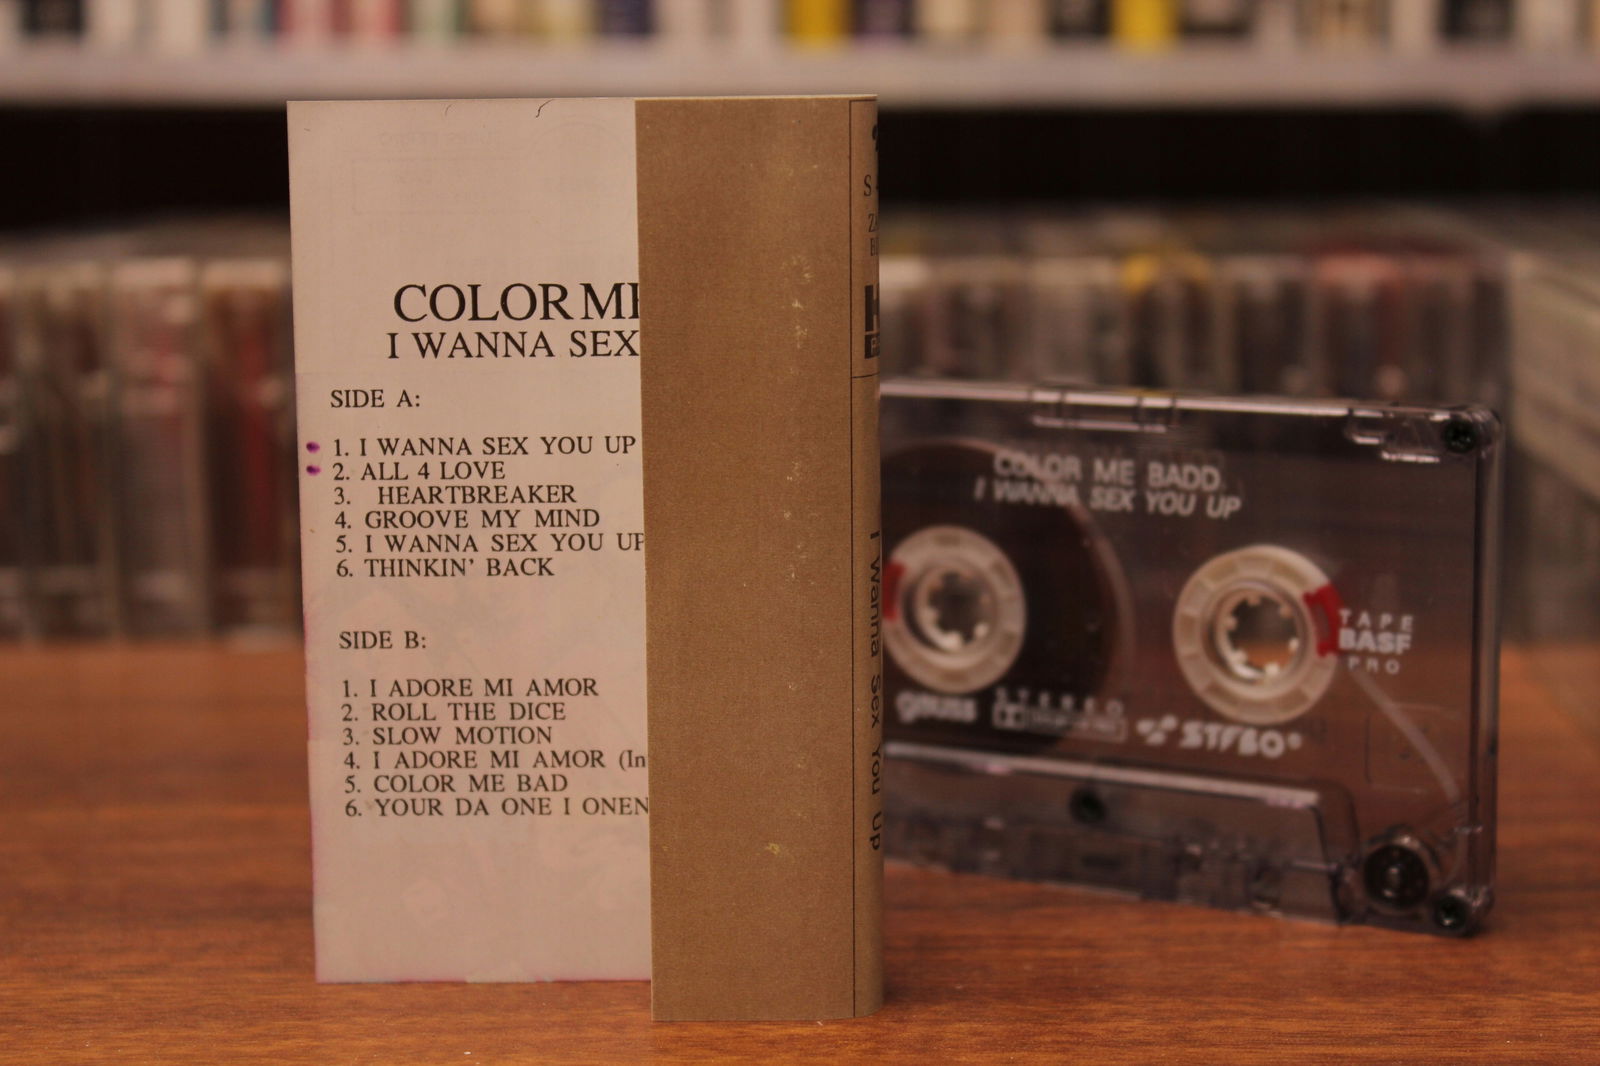 COLOR ME
I WANNA SEX
SIDE A:
1. I WANNA SEX YOU UP
2. ALL 4 LOVE
3. HEARTBREAKER
4. GROOVE MY MIND
5. I WANNA SEX YOU UP
6. THINKIN' BACK
SIDE B:
1. I ADORE MI AMOR
2. ROLL THE DICE
3. SLOW MOTION
4. I ADORE MI AMOR (In
5. COLOR ME BAD
6. YOUR DA ONE I ONEN
I Wanna Sex You Up
COLOR ME BADD
I WANNA SEX YOU UP
TAPE
BASF
PRO
gauss
STEREO
STFBO